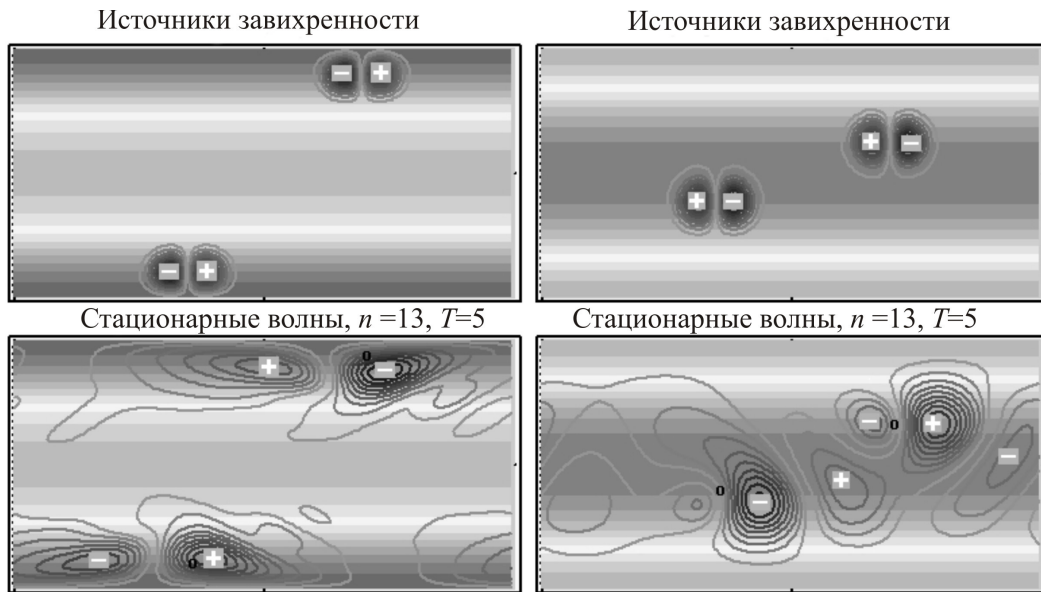 Источники завихренности
Источники завихренности
− +
+ −
+ −
− +
Стационарные волны, n =13, T=5
Стационарные волны, n =13, T=5
o
+ −
− o +
o −
+
−
− o +